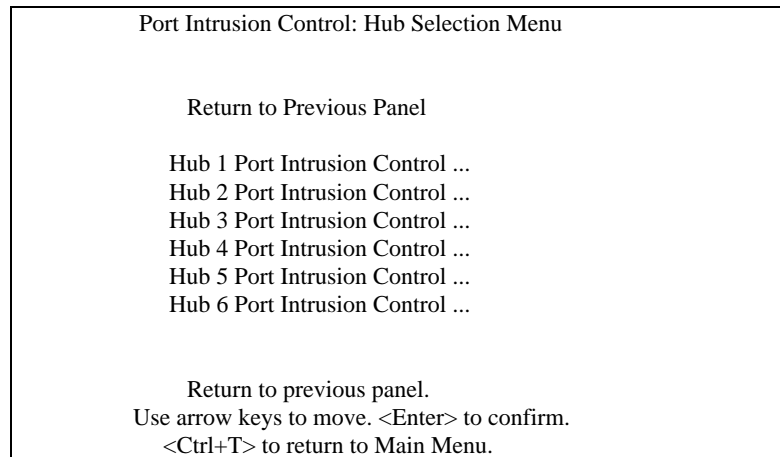 Port Intrusion Control: Hub Selection Menu
Return to Previous Panel
Hub 1 Port Intrusion Control ...
Hub 2 Port Intrusion Control ...
Hub 3 Port Intrusion Control ...
Hub 4 Port Intrusion Control ...
Hub 5 Port Intrusion Control ...
Hub 6 Port Intrusion Control ...
Return to previous panel.
Use arrow keys to move. <Enter> to confirm.
<Ctrl+T> to return to Main Menu.